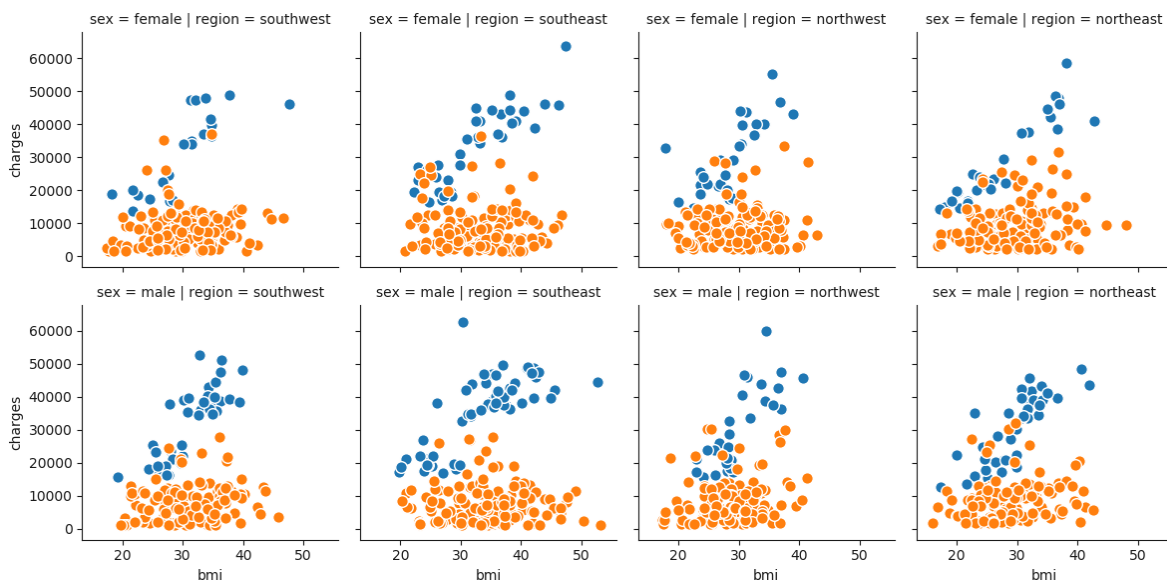 sex = female | region = southwest
sex = female | region = southeast
sex = female | region = northwest
sex = female | region = northeast
charges
60000
50000
40000
30000
20000
10000
0
sex = male | region = southwest
sex = male | region = southeast
sex = male | region = northwest
sex = male | region = northeast
charges
60000
50000
40000
30000
20000
10000
0
20 30 40 50
20 30 40 50
20 30 40 50
20 30 40 50
bmi
bmi
bmi
bmi